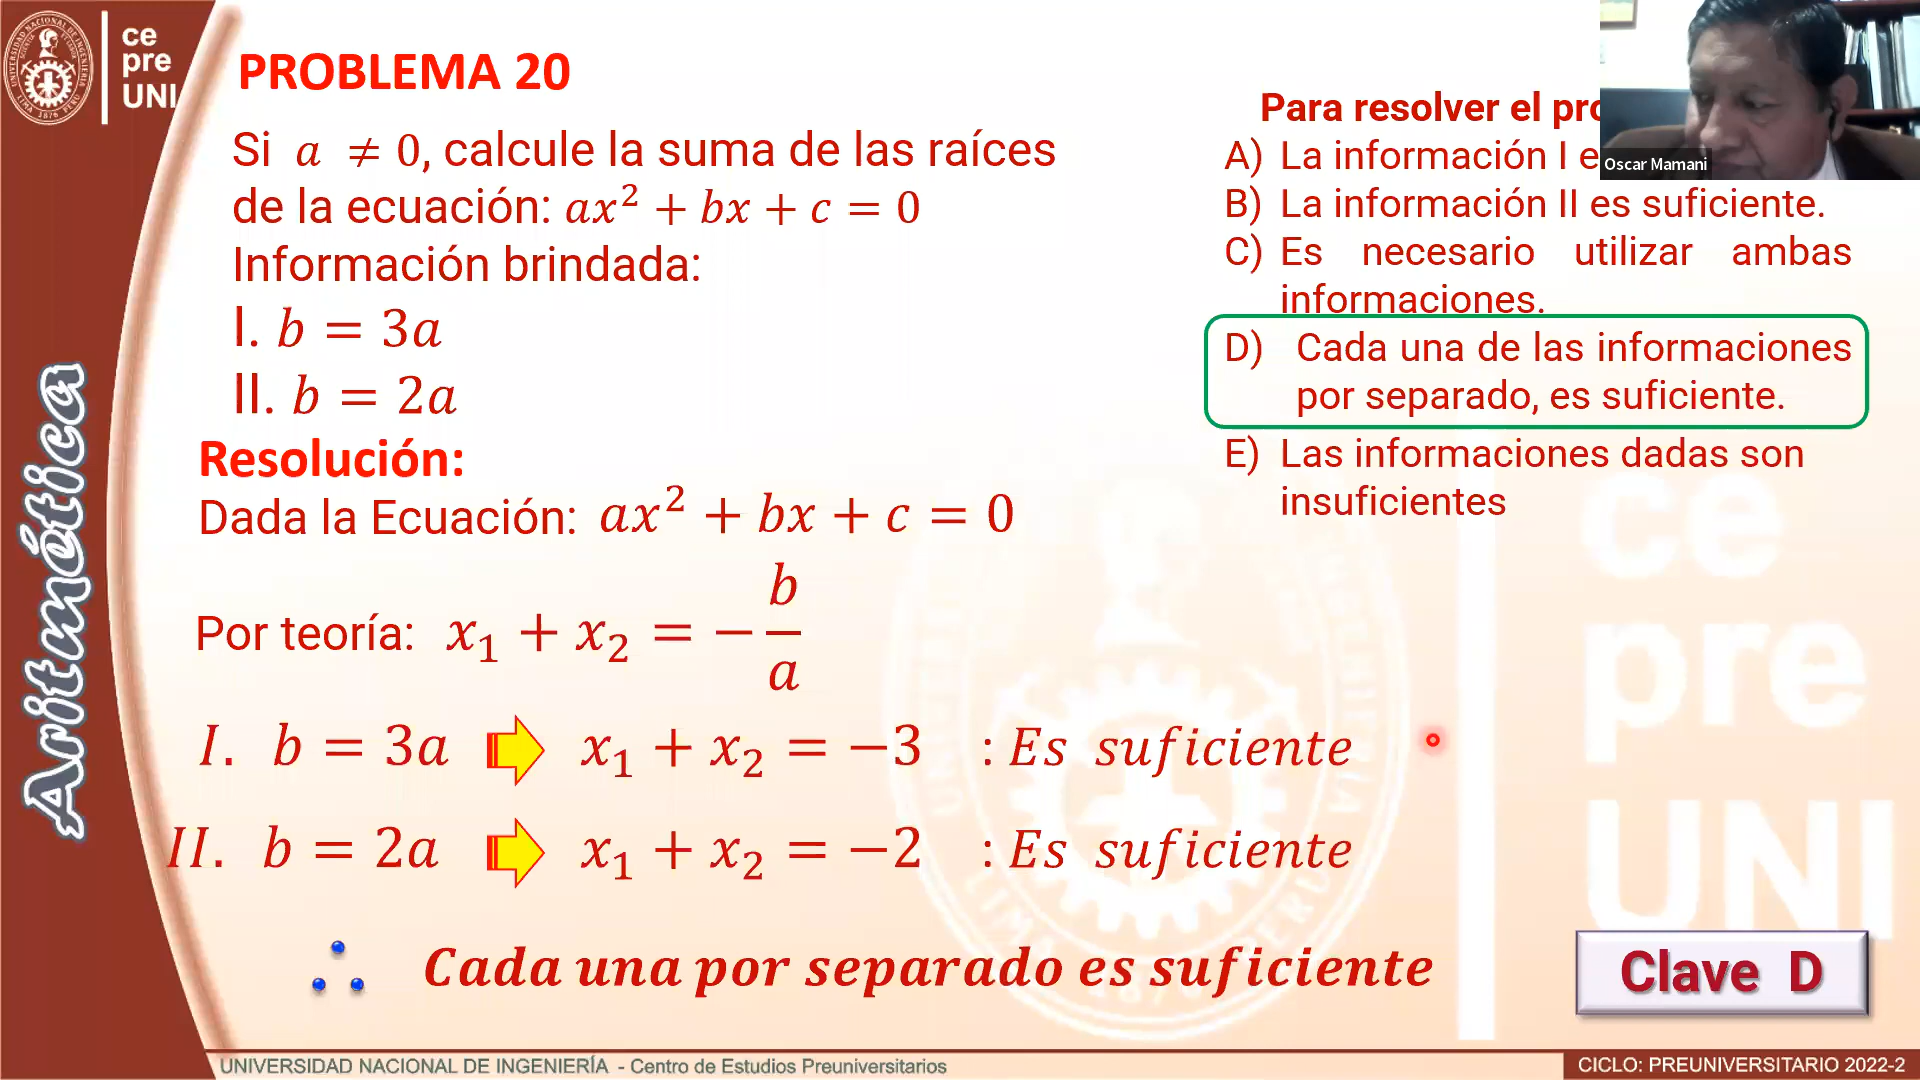 ce
pre
UNI
PROBLEMA 20
Si a ≠ 0, calcule la suma de las raíces
de la ecuación: ax² + bx + c = 0
Información brindada:
I. b = 3a
II. b = 2a
Resolución:
Dada la Ecuación: ax² + bx + c = 0
Por teoría: x₁ + x₂ = − b/a
I. b = 3a x₁ + x₂ = −3 : Es suficiente
II. b = 2a x₁ + x₂ = −2 : Es suficiente
∴ Cada una por separado es suficiente
Para resolver el
A) La información I
B) La información II es suficiente.
C) Es necesario utilizar ambas
informaciones.
D) Cada una de las informaciones
por separado, es suficiente.
E) Las informaciones dadas son
insuficientes
Oscar Mamani
Clave D
Aritmética
ce
pre
UNI
UNIVERSIDAD NACIONAL DE INGENIERÍA - Centro de Estudios Preuniversitarios
CICLO: PREUNIVERSITARIO 2022-2